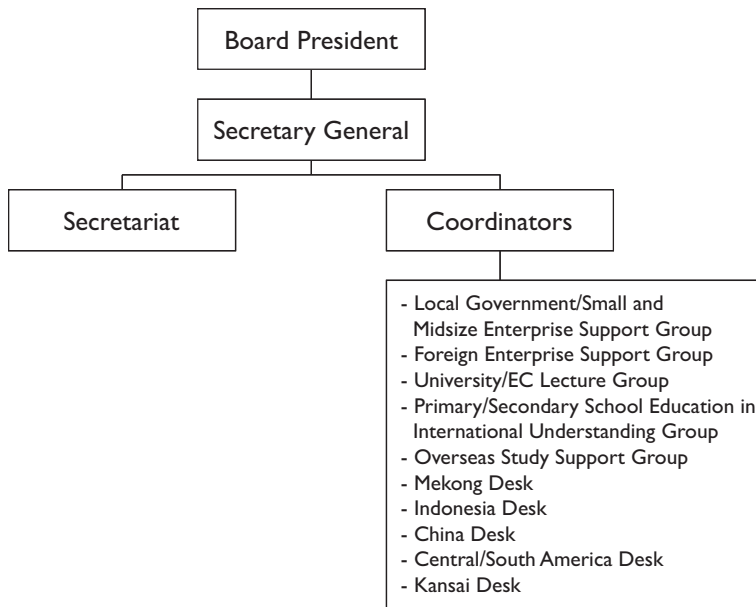 Board President
Secretary General
Secretariat
Coordinators
- Local Government/Small and
Midsize Enterprise Support Group
- Foreign Enterprise Support Group
- University/EC Lecture Group
- Primary/Secondary School Education in
International Understanding Group
- Overseas Study Support Group
- Mekong Desk
- Indonesia Desk
- China Desk
- Central/South America Desk
- Kansai Desk